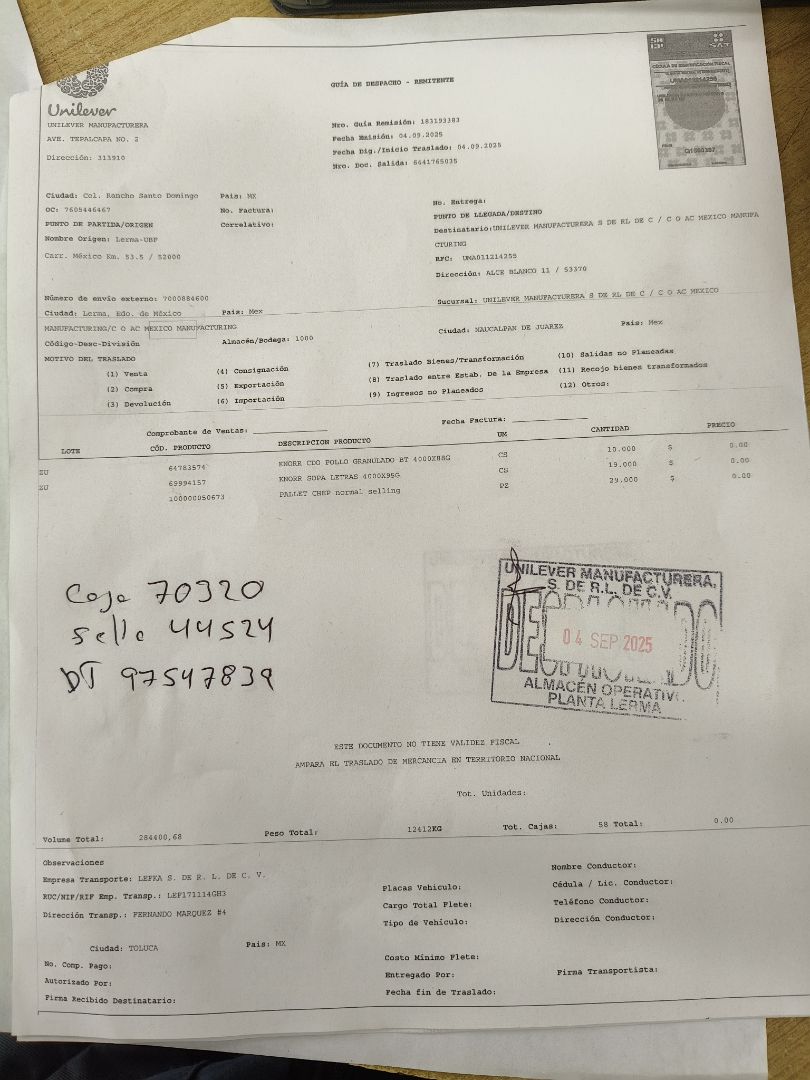 Unilever
UNILEVER MANUFACTURERA
AVE. TEPALCAPA NO. 2
Dirección: 313910
GUÍA DE DESPACHO - REMITENTE
Nro. Guía Remisión: 183193383
Fecha Emisión: 04.09.2025
Fecha Dig./Inicio Traslado: 04.09.2025
Nro. Doc. Salida: 6641765035
SAT
CÉDULA DE IDENTIFICACIÓN FISCAL
Ciudad: Col. Rancho Santo Domingo País: MX
OC: 7605446467 No. Factura:
PUNTO DE PARTIDA/ORIGEN Correlativo:
Nombre Origen: Lerma-UBF
Carr. México Km. 53.5 / 52000
No. Entrega:
PUNTO DE LLEGADA/DESTINO
Destinatario:UNILEVER MANUFACTURERA S DE RL DE C / C O AC MEXICO MANUFA
CTURING
RFC: UMA011214255
Dirección: ALCE BLANCO 11 / 53370
Número de envío externo: 7000884600
Sucursal: UNILEVER MANUFACTURERA S DE RL DE C / C O AC MEXICO
Ciudad: Lerma, Edo. de México País: Mex
MANUFACTURING/C O AC MEXICO MANUFACTURING
Ciudad: NAUCALPAN DE JUAREZ País: Mex
Código-Desc-División Almacén/Bodega: 1000
MOTIVO DEL TRASLADO
(1) Venta (4) Consignación (7) Traslado Bienes/Transformación (10) Salidas no Planeadas
(2) Compra (5) Exportación (8) Traslado entre Estab. De la Empresa (11) Recojo bienes transformados
(3) Devolución (6) Importación (9) Ingresos no Planeados (12) Otros:
Comprobante de Ventas: Fecha Factura:
LOTE CÓD. PRODUCTO DESCRIPCION PRODUCTO UM CANTIDAD PRECIO
ZU 64783574 KNORR CDO POLLO GRANULADO BT 4000X88G CS 10.000 $ 0.00
ZU 69994157 KNORR SOPA LETRAS 4000X95G CS 19.000 $ 0.00
100000050673 PALLET CHEP normal selling PZ 29.000 $ 0.00
Caja 70320
Sello 44524
DT 97547839
UNILEVER MANUFACTURERA,
S. DE R.L. DE C.V.
04 SEP 2025
ALMACÉN OPERATIV
PLANTA LERMA
ESTE DOCUMENTO NO TIENE VALIDEZ FISCAL
AMPARA EL TRASLADO DE MERCANCIA EN TERRITORIO NACIONAL
Tot. Unidades:
Volume Total: 284400,68 Peso Total: 12412KG Tot. Cajas: 58 Total: 0.00
Observaciones
Empresa Transporte: LEFKA S. DE R. L. DE C. V.
RUC/NIF/RIF Emp. Transp.: LEF171114GH3
Dirección Transp.: FERNANDO MARQUEZ #4
Placas Vehiculo:
Cargo Total Flete:
Tipo de Vehículo:
Nombre Conductor:
Cédula / Lic. Conductor:
Teléfono Conductor:
Dirección Conductor:
Ciudad: TOLUCA País: MX
No. Comp. Pago:
Autorizado Por:
Firma Recibido Destinatario:
Costo Mínimo Flete:
Entregado Por:
Fecha fin de Traslado:
Firma Transportista: